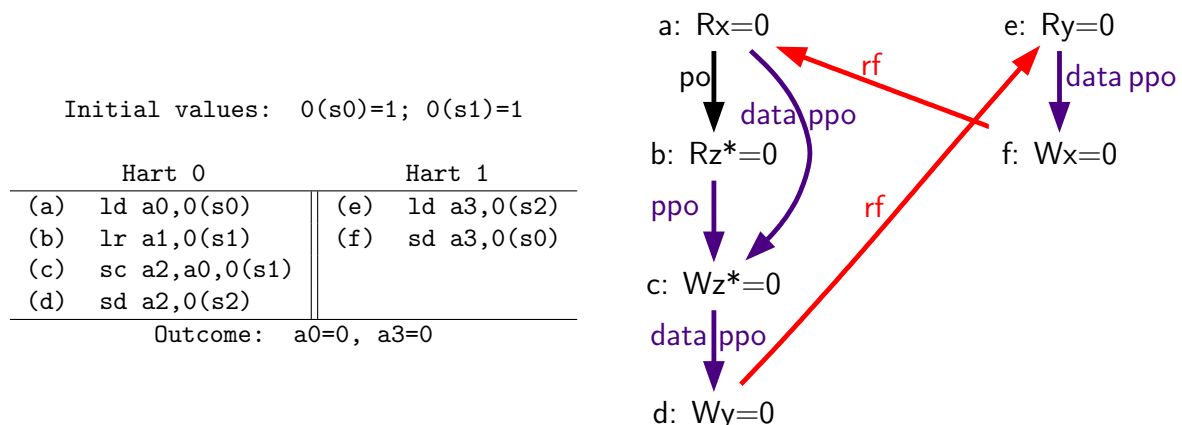 Initial values: 0(s0)=1; 0(s1)=1
Hart 0 Hart 1
(a) ld a0,0(s0) (e) ld a3,0(s2)
(b) lr a1,0(s1) (f) sd a3,0(s0)
(c) sc a2,a0,0(s1)
(d) sd a2,0(s2)
Outcome: a0=0, a3=0
a: Rx=0 e: Ry=0
po rf data ppo
data ppo
b: Rz*=0 f: Wx=0
ppo rf
c: Wz*=0
data ppo
d: Wy=0